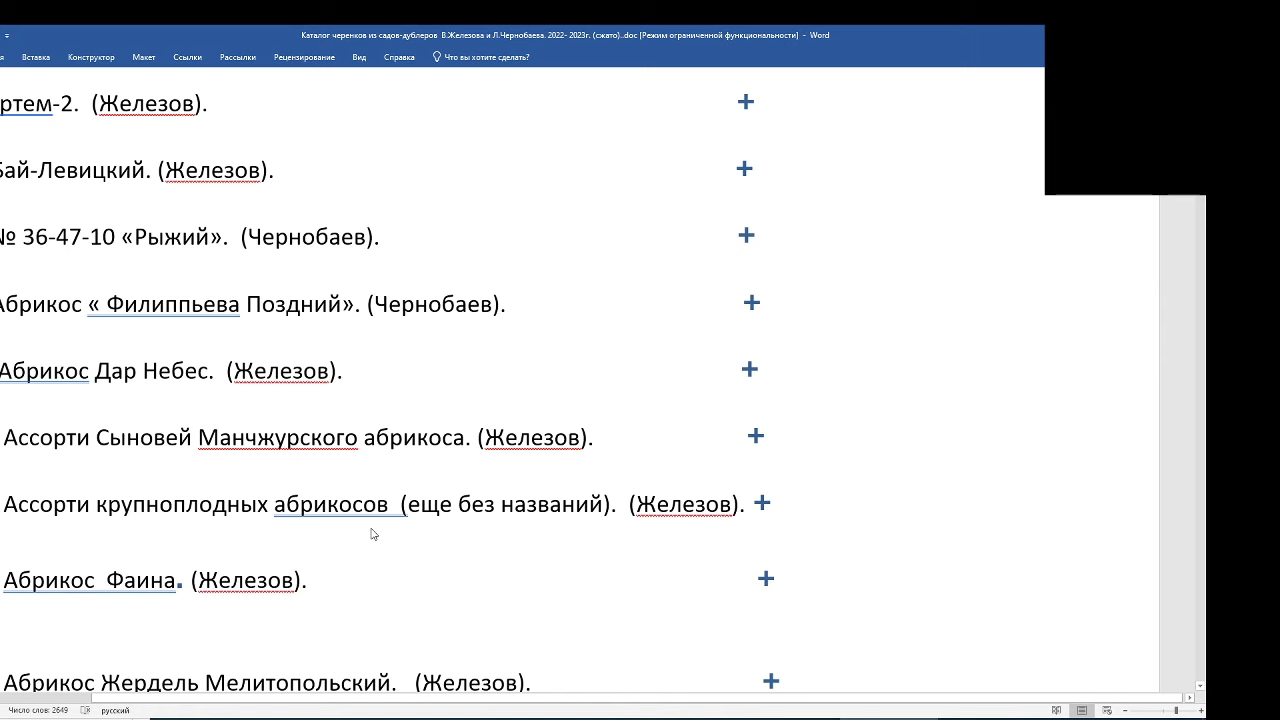 Каталог черенков из садов-дублеров В.Железова и Л.Чернобаева. 2022- 2023г. (сжато)..doc [Режим ограниченной функциональности] - Word
я Вставка Конструктор Макет Ссылки Рассылки Рецензирование Вид Справка Что вы хотите сделать?
ртем-2. (Железов). +
Бай-Левицкий. (Железов). +
№ 36-47-10 «Рыжий». (Чернобаев). +
Абрикос « Филиппьева Поздний». (Чернобаев). +
Абрикос Дар Небес. (Железов). +
Ассорти Сыновей Манчжурского абрикоса. (Железов). +
Ассорти крупноплодных абрикосов (еще без названий). (Железов). +
Абрикос Фаина. (Железов). +
Абрикос Жердель Мелитопольский. (Железов). +
Число слов: 2649 русский